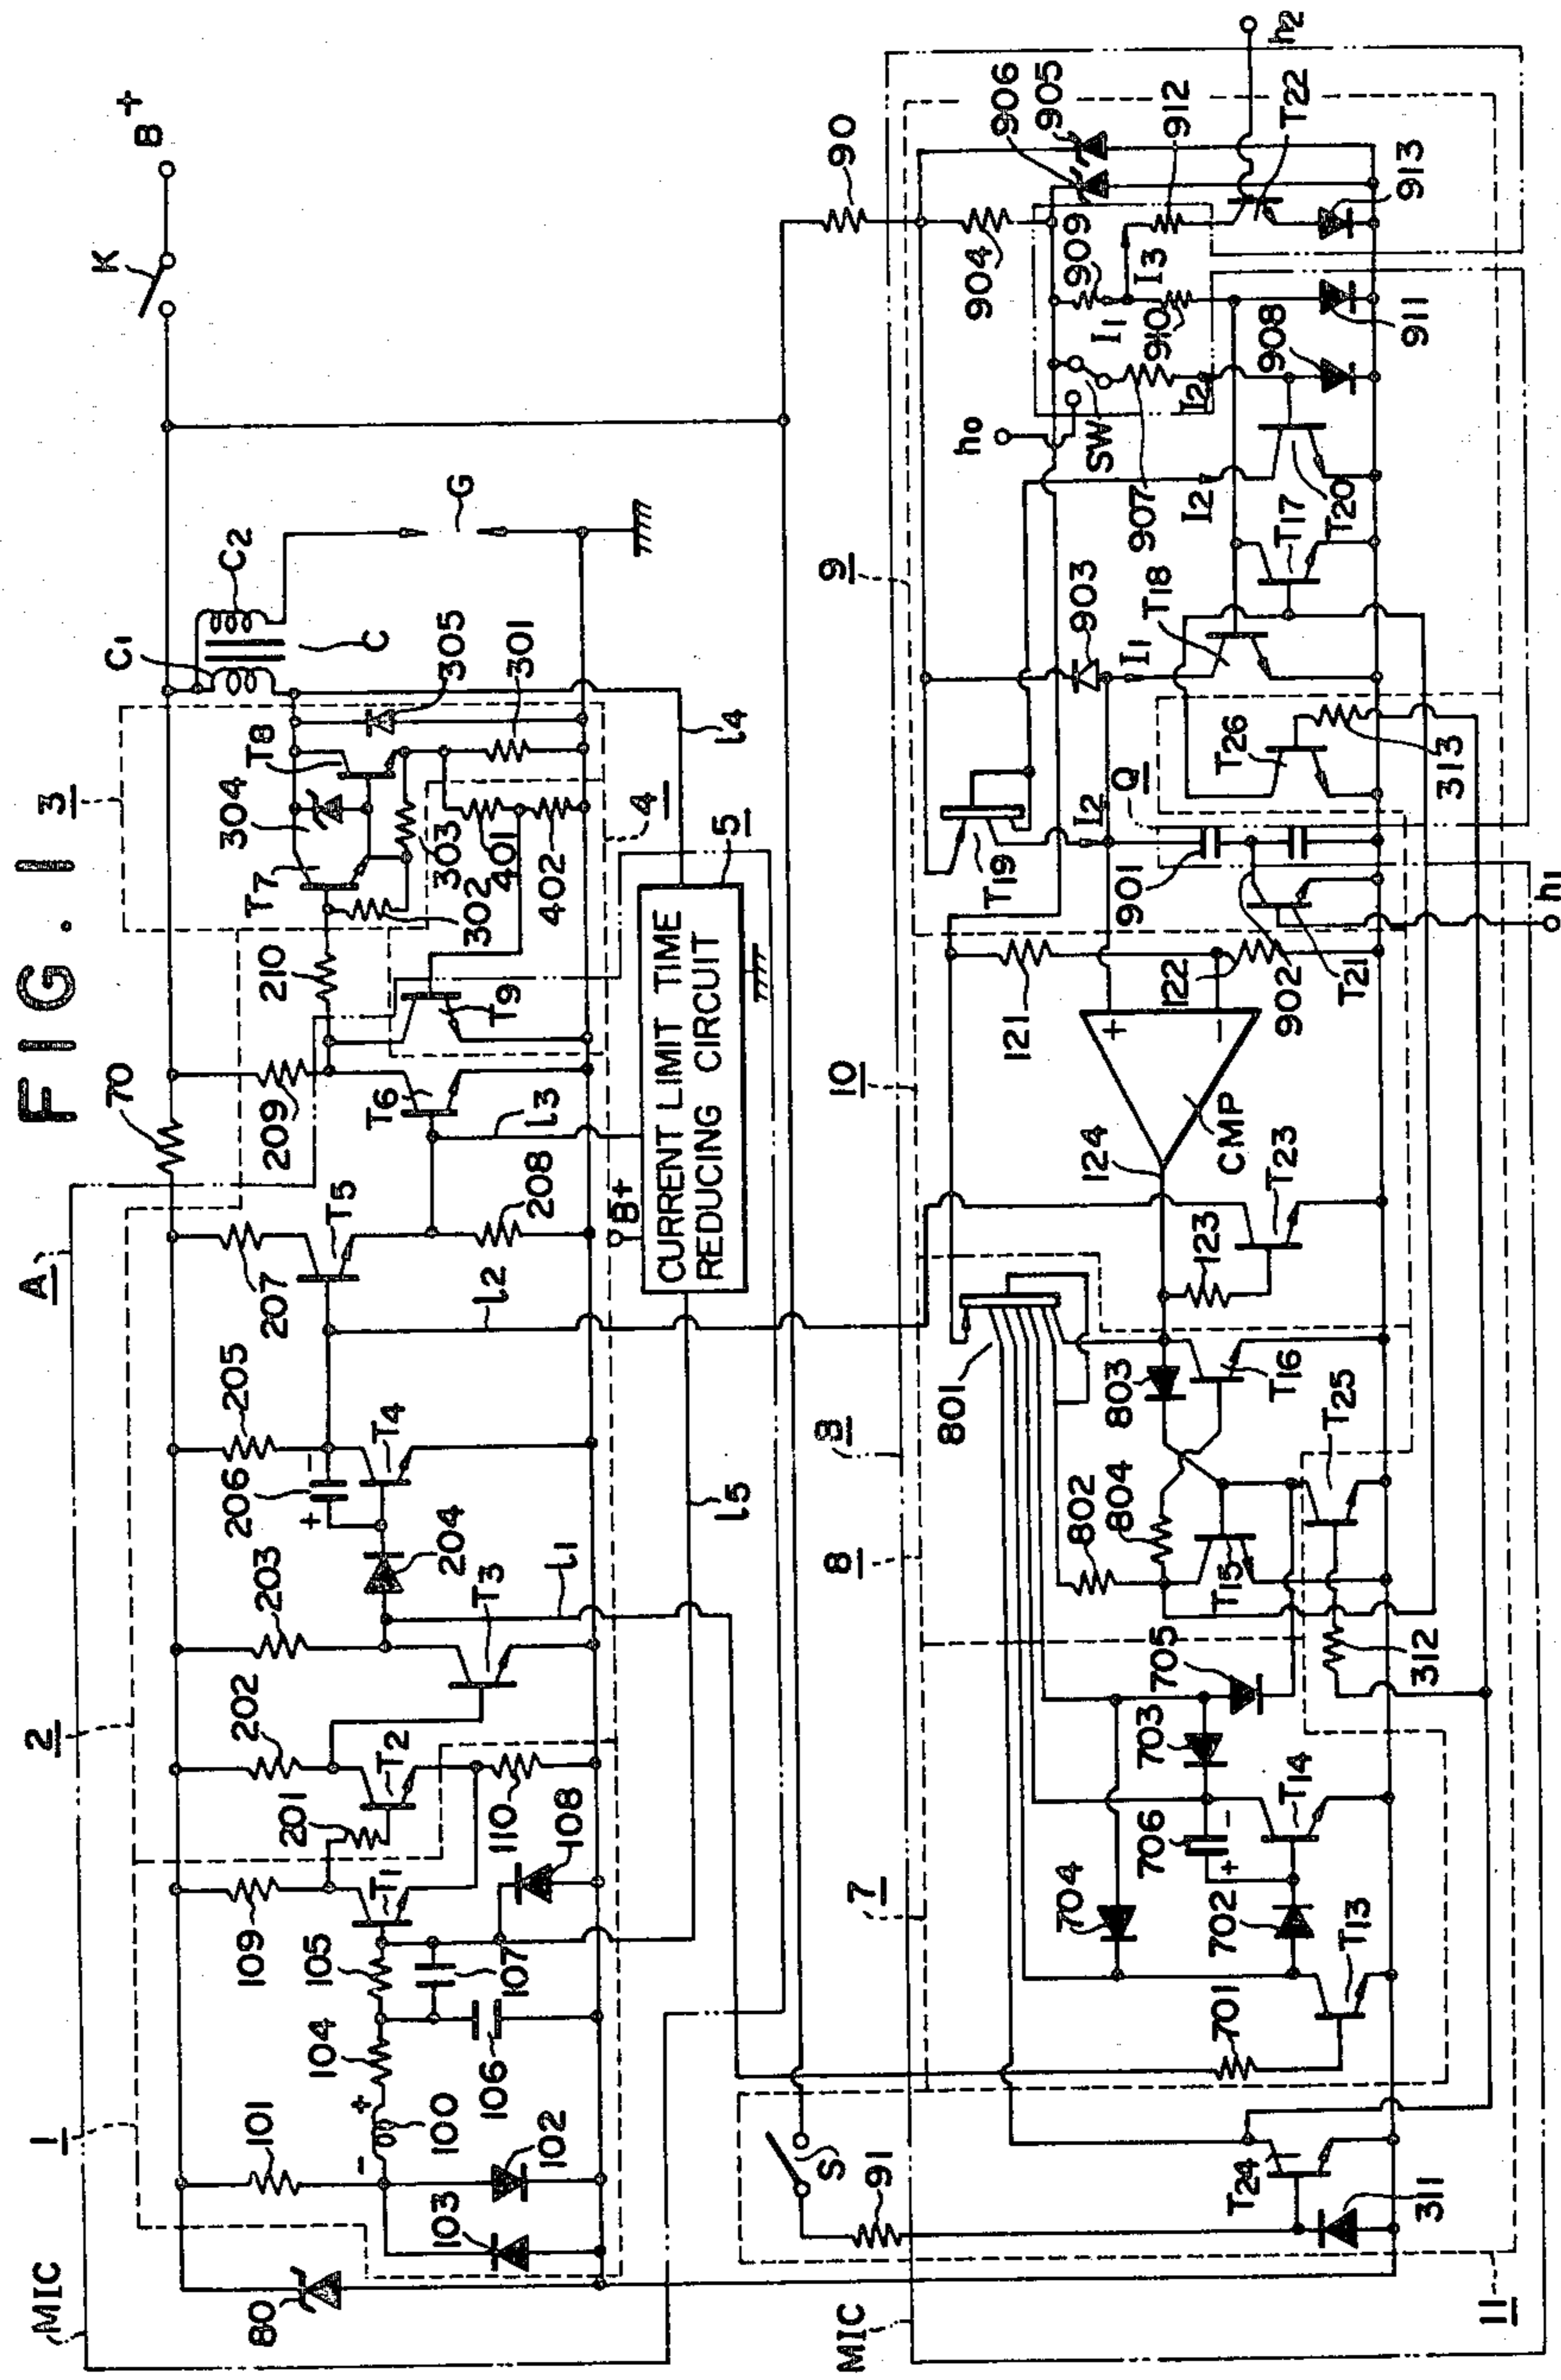 FIG. 1
MIC
A
K
B+
70
C1
C2
C
G
80
1
101
103
102
100
-
+
104
105
106
107
108
109
110
T1
2
201
202
T2
203
T3
204
l1
205
206
+
-
T4
207
T5
l2
208
209
T6
l3
210
T9
3
T7
T8
304
305
302
303
301
401
402
4
B+
CURRENT LIMIT TIME
REDUCING CIRCUIT
5
l4
l5
MIC
B
11
S
91
T24
311
7
701
T13
702
704
706
+
-
T14
703
705
312
8
801
802
804
803
T15
T16
T25
10
124
123
CMP
T23
+
-
121
122
902
T21
h1
9
T19
901
Q
I2
T26
313
903
I1
T18
T17
T20
I2
907
SW
h0
I2
908
911
I1
910
909
I3
904
90
906
905
912
T22
913
h2